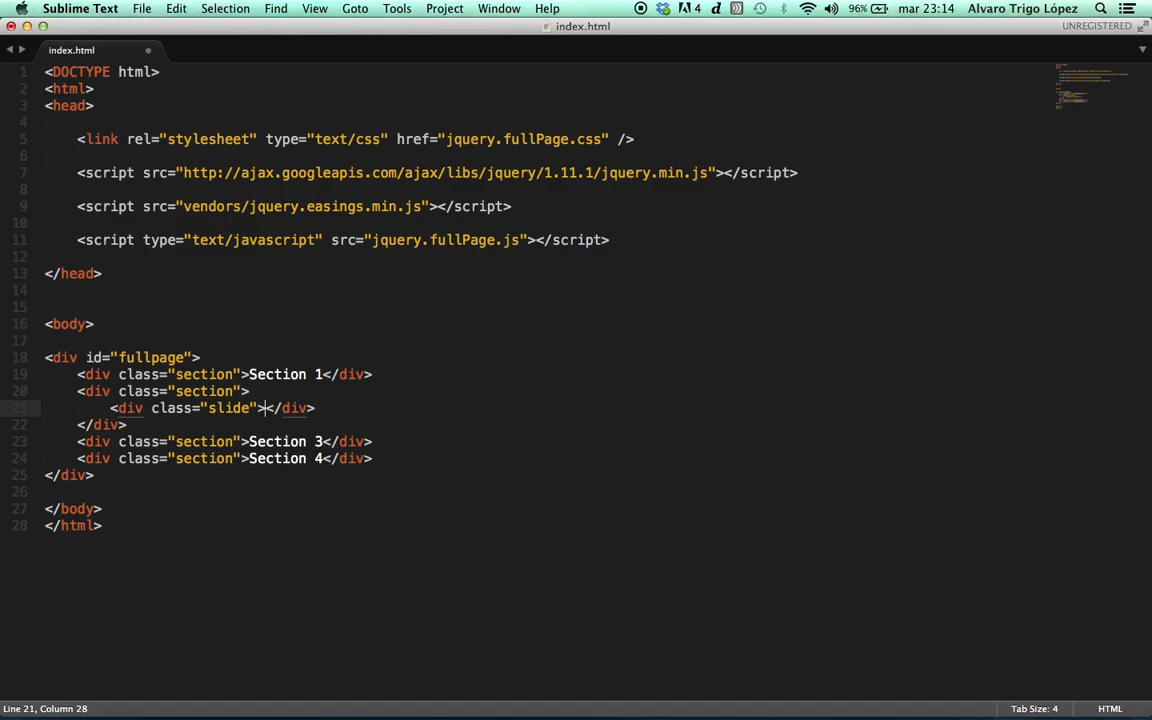 Sublime Text File Edit Selection Find View Goto Tools Project Window Help 4 96% mar 23:14 Alvaro Trigo López
index.html UNREGISTERED
index.html
1 <DOCTYPE html>
2 <html>
3 <head>
4
5 <link rel="stylesheet" type="text/css" href="jquery.fullPage.css" />
6
7 <script src="http://ajax.googleapis.com/ajax/libs/jquery/1.11.1/jquery.min.js"></script>
8
9 <script src="vendors/jquery.easings.min.js"></script>
10
11 <script type="text/javascript" src="jquery.fullPage.js"></script>
12
13 </head>
14
15
16 <body>
17
18 <div id="fullpage">
19 <div class="section">Section 1</div>
20 <div class="section">
21 <div class="slide"></div>
22 </div>
23 <div class="section">Section 3</div>
24 <div class="section">Section 4</div>
25 </div>
26
27 </body>
28 </html>
Line 21, Column 28 Tab Size: 4 HTML